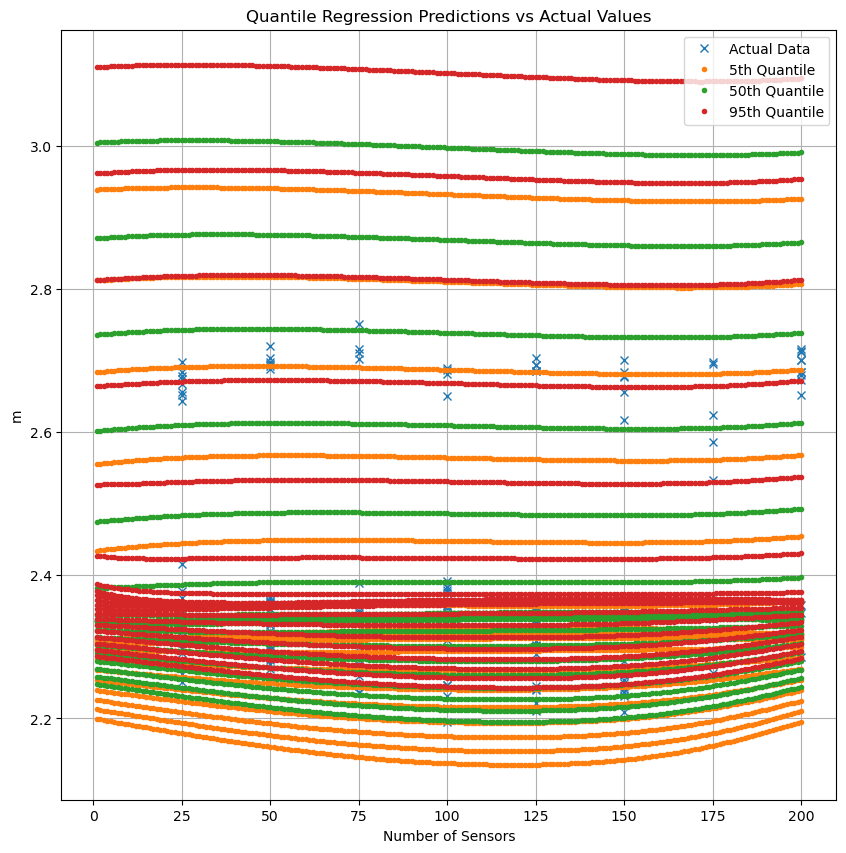 Quantile Regression Predictions vs Actual Values
Actual Data
5th Quantile
50th Quantile
95th Quantile
3.0
2.8
2.6
2.4
2.2
m
0
25
50
75
100
125
150
175
200
Number of Sensors